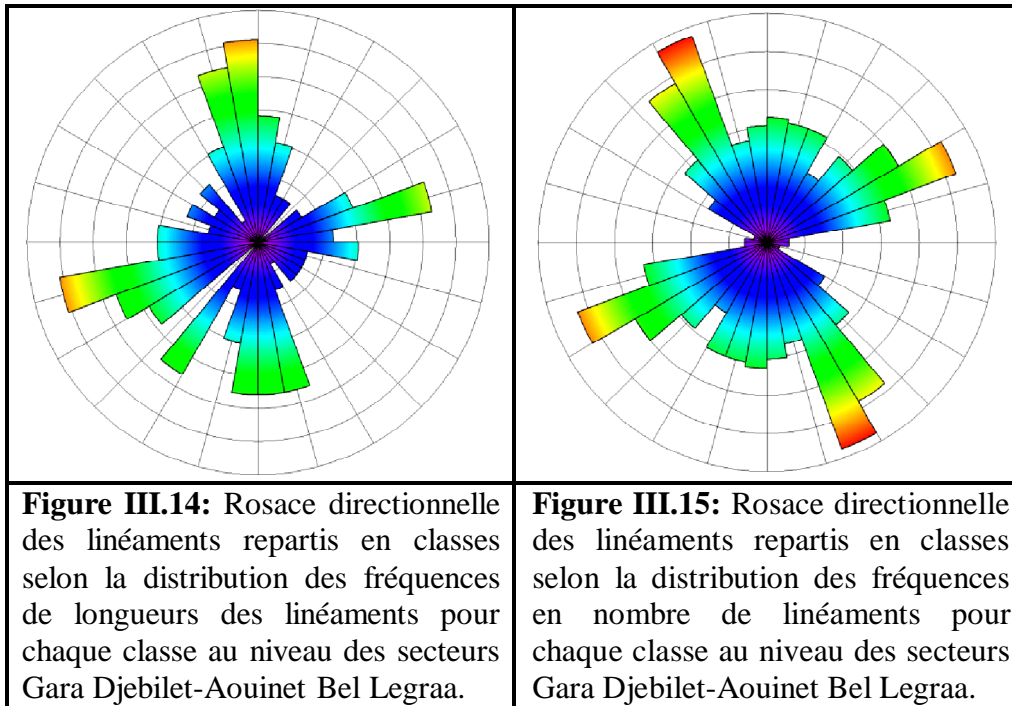 Figure III.14: Rosace directionnelle
des linéaments repartis en classes
selon la distribution des fréquences
de longueurs des linéaments pour
chaque classe au niveau des secteurs
Gara Djebilet-Aouinet Bel Legraa.
Figure III.15: Rosace directionnelle
des linéaments repartis en classes
selon la distribution des fréquences
en nombre de linéaments pour
chaque classe au niveau des secteurs
Gara Djebilet-Aouinet Bel Legraa.